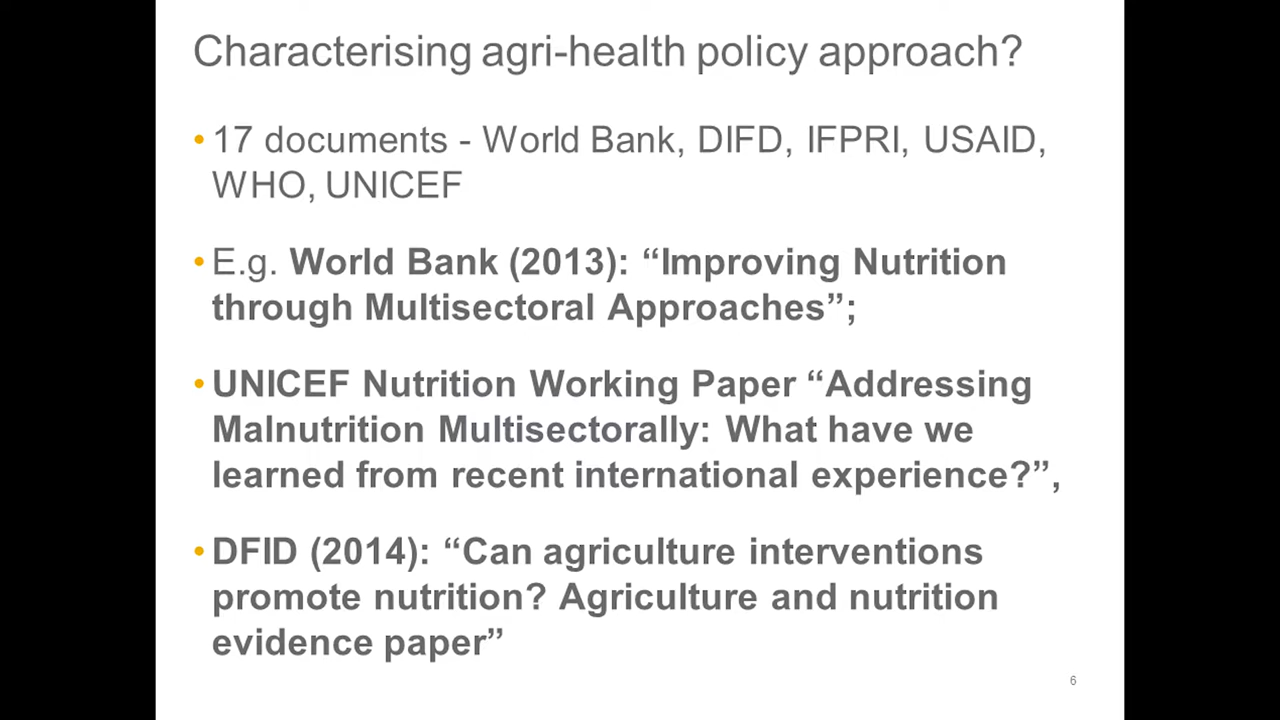 Characterising agri-health policy approach?
• 17 documents - World Bank, DIFD, IFPRI, USAID,
WHO, UNICEF
• E.g. World Bank (2013): “Improving Nutrition
through Multisectoral Approaches”;
• UNICEF Nutrition Working Paper “Addressing
Malnutrition Multisectorally: What have we
learned from recent international experience?”,
• DFID (2014): “Can agriculture interventions
promote nutrition? Agriculture and nutrition
evidence paper”
6